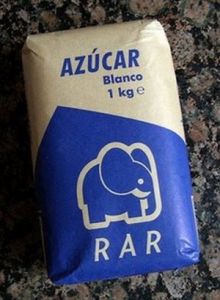 AZÚCAR
Blanco
1 kg e
RAR